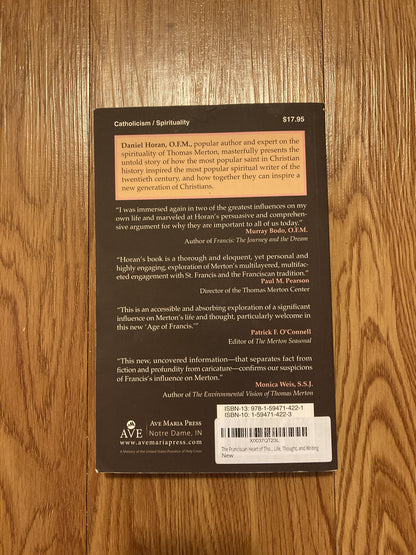 Catholicism / Spirituality
$17.95
Daniel Horan, O.F.M., popular author and expert on the
spirituality of Thomas Merton, masterfully presents the
untold story of how the most popular saint in Christian
history inspired the most popular spiritual writer of the
twentieth century, and how together they can inspire a
new generation of Christians.
"I was immersed again in two of the greatest influences on my
own life and marveled at Horan's persuasive and comprehen-
sive argument for why they are important to all of us today."
Murray Bodo, O.F.M.
Author of Francis: The Journey and the Dream
"Horan's book is a thorough and eloquent, yet personal and
highly engaging, exploration of Merton's multilayered, multifac-
eted engagement with St. Francis and the Franciscan tradition."
Paul M. Pearson
Director of the Thomas Merton Center
"This is an accessible and absorbing exploration of a significant
influence on Merton's life and thought, particularly welcome in
this new 'Age of Francis.'"
Patrick F. O'Connell
Editor of The Merton Seasonal
"This new, uncovered information—that separates fact from
fiction and profundity from caricature—confirms our suspicions
of Francis's influence on Merton."
Monica Weis, S.S.J.
Author of The Environmental Vision of Thomas Merton
ISBN-13: 978-1-59471-422-1
ISBN-10: 1-59471-422-3
AVE
AVE MARIA PRESS
Notre Dame, IN
www.avemariapress.com
A Ministry of the United States Province of Holy Cross
The Franciscan Heart of Tho... Life, Thought, and Writing
New